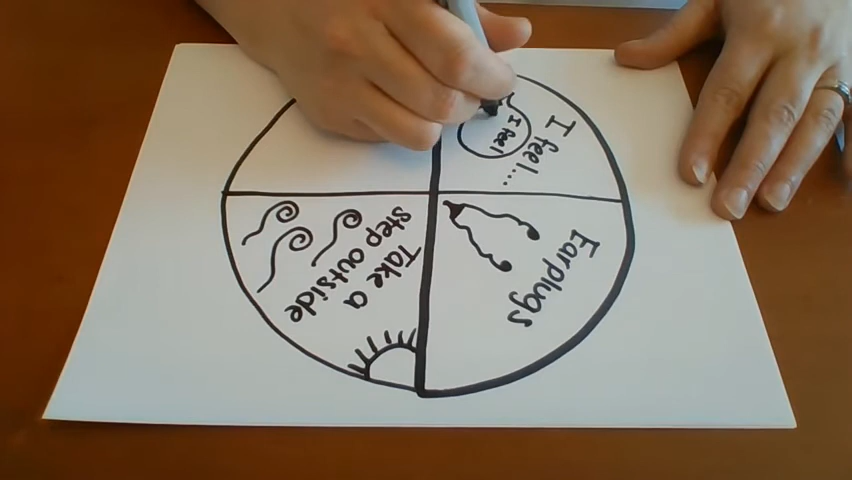 I feel...
I feel
Earplugs
Take a
step outside